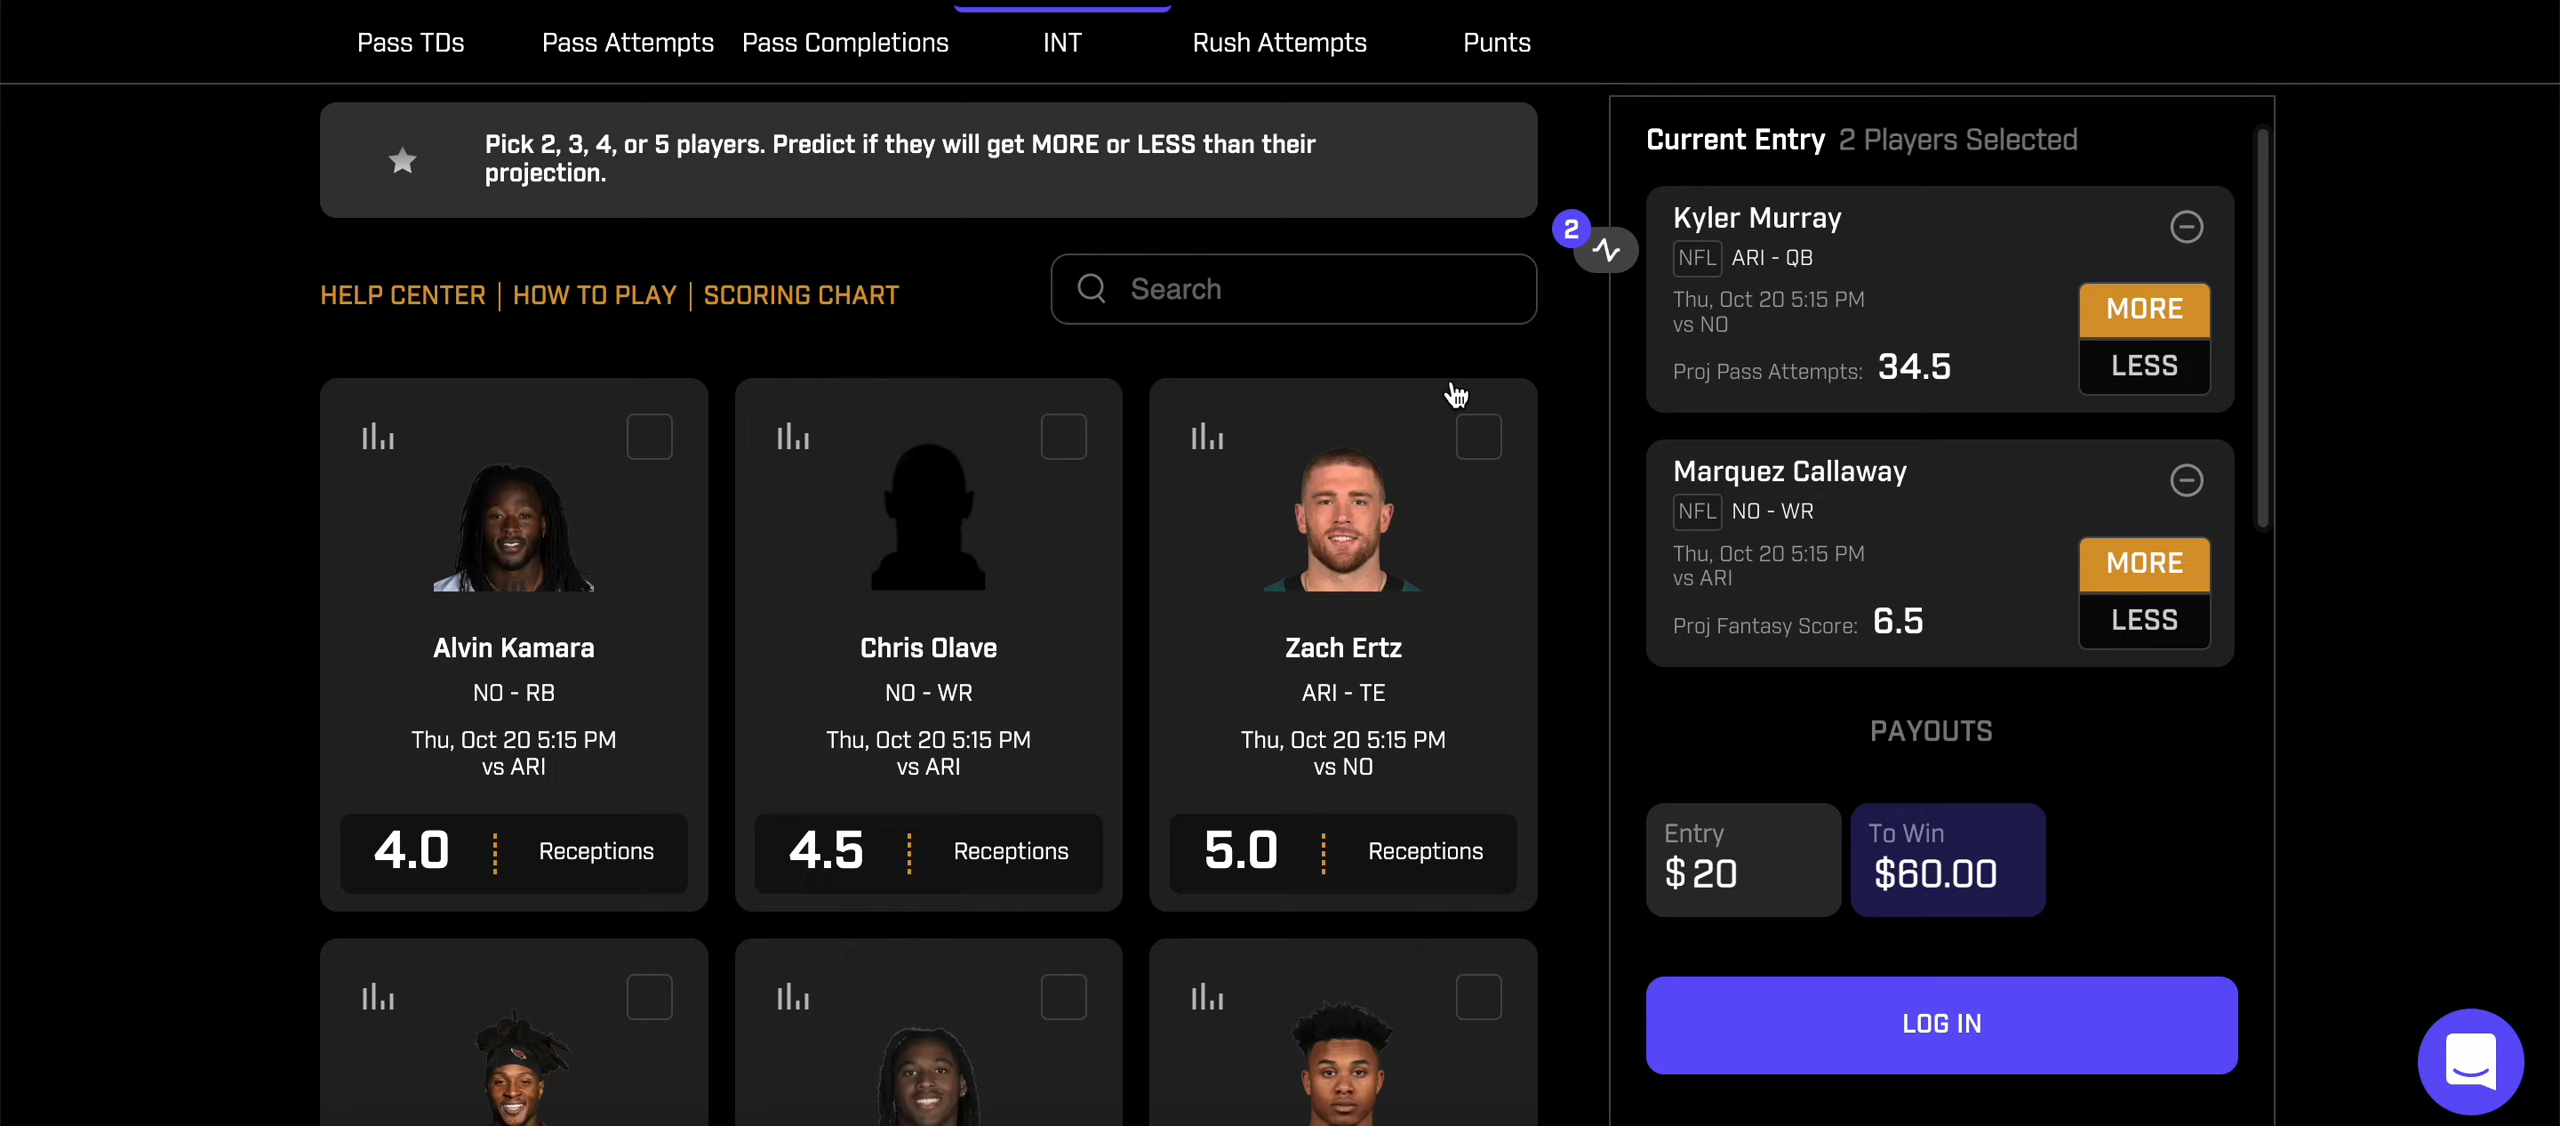 Pass TDs
Pass Attempts
Pass Completions
INT
Rush Attempts
Punts
Pick 2, 3, 4, or 5 players. Predict if they will get MORE or LESS than their
projection.
HELP CENTER | HOW TO PLAY | SCORING CHART
Search
Alvin Kamara
NO - RB
Thu, Oct 20 5:15 PM
vs ARI
4.0
Receptions
Chris Olave
NO - WR
Thu, Oct 20 5:15 PM
vs ARI
4.5
Receptions
Zach Ertz
ARI - TE
Thu, Oct 20 5:15 PM
vs NO
5.0
Receptions
2
Current Entry 2 Players Selected
Kyler Murray
NFL ARI - QB
Thu, Oct 20 5:15 PM
vs NO
Proj Pass Attempts: 34.5
MORE
LESS
Marquez Callaway
NFL NO - WR
Thu, Oct 20 5:15 PM
vs ARI
Proj Fantasy Score: 6.5
MORE
LESS
PAYOUTS
Entry
$ 20
To Win
$60.00
LOG IN